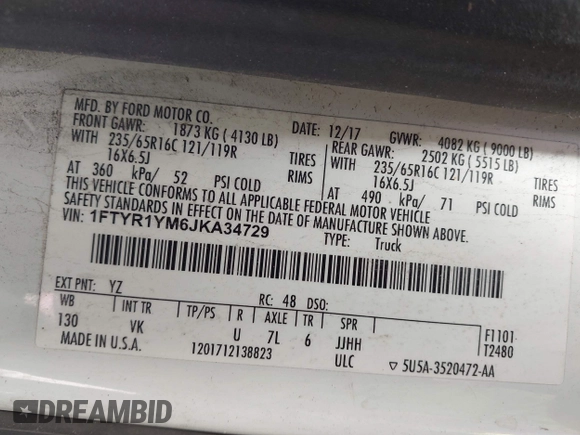 MFD. BY FORD MOTOR CO.
DATE: 12/17 GVWR: 4082 KG ( 9000 LB)
FRONT GAWR: 1873 KG ( 4130 LB) REAR GAWR: 2502 KG ( 5515 LB)
WITH 235/65R16C 121/119R TIRES WITH 235/65R16C 121/119R TIRES
16X6.5J RIMS 16X6.5J RIMS
AT 360 kPa/ 52 PSI COLD AT 490 kPa/ 71 PSI COLD
THIS VEHICLE CONFORMS TO ALL APPLICABLE FEDERAL MOTOR VEHICLE
SAFETY STANDARDS IN EFFECT ON THE DATE OF MANUFACTURE SHOWN ABOVE.
VIN: 1FTYR1YM6JKA34729
TYPE: Truck
EXT PNT: YZ RC: 48 DSO:
WB INT TR TP/PS R AXLE TR SPR F1101
130 VK U 7L 6 JJHH T2480
MADE IN U.S.A. 1201712138823 ULC ▽ 5U5A-3520472-AA
DREAMBID